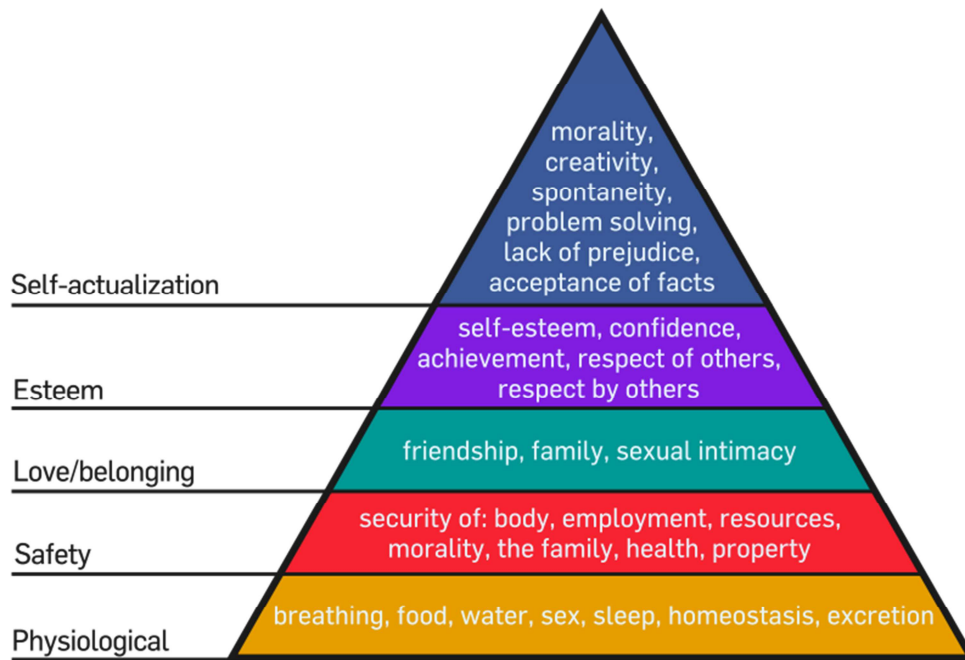 morality,
creativity,
spontaneity,
problem solving,
lack of prejudice,
acceptance of facts
Self-actualization
self-esteem, confidence,
achievement, respect of others,
respect by others
Esteem
friendship, family, sexual intimacy
Love/belonging
security of: body, employment, resources,
morality, the family, health, property
Safety
breathing, food, water, sex, sleep, homeostasis, excretion
Physiological